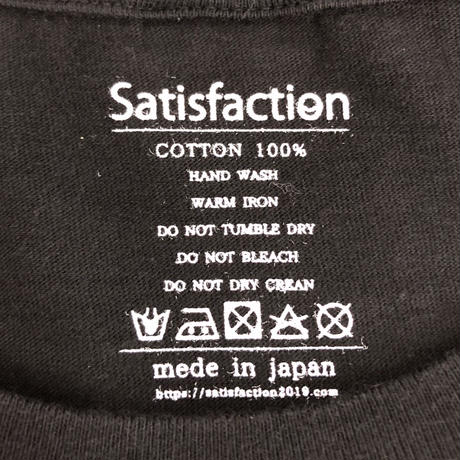 Satisfaction
COTTON 100%
HAND WASH
WARM IRON
DO NOT TUMBLE DRY
DO NOT BLEACH
DO NOT DRY CREAN
mede in japan
https://satisfaction2019.com/